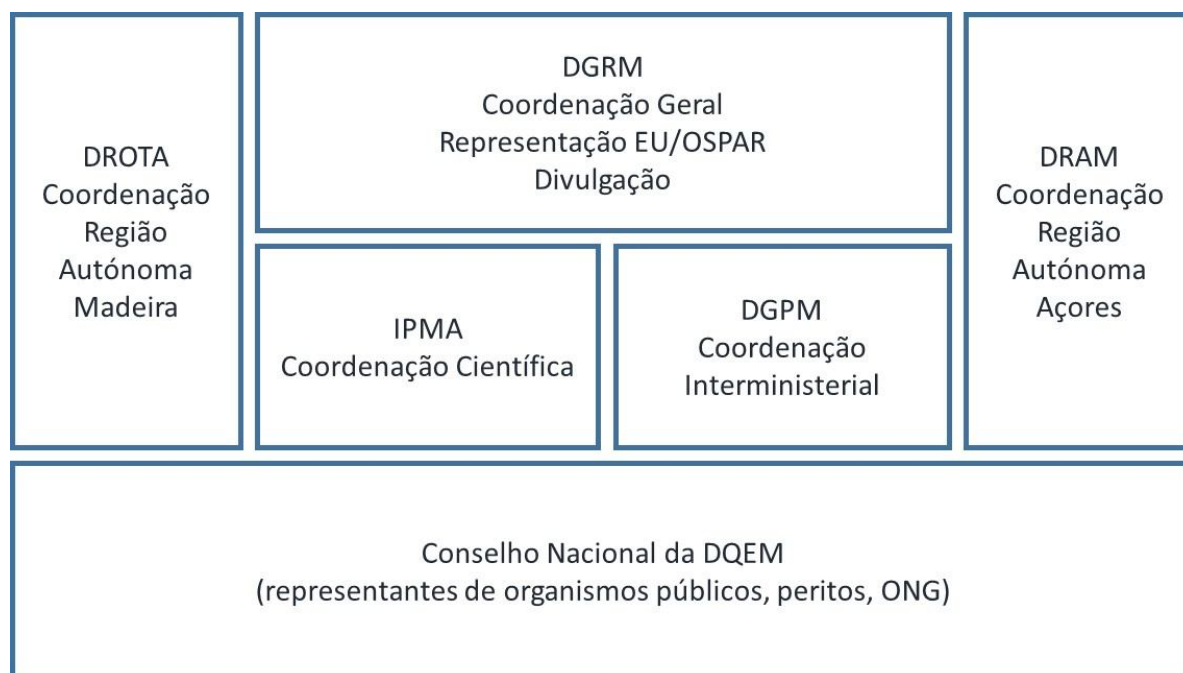 DROTA
Coordenação
Região
Autónoma
Madeira
DGRM
Coordenação Geral
Representação EU/OSPAR
Divulgação
DRAM
Coordenação
Região
Autónoma
Açores
IPMA
Coordenação Científica
DGPM
Coordenação
Interministerial
Conselho Nacional da DQEM
(representantes de organismos públicos, peritos, ONG)